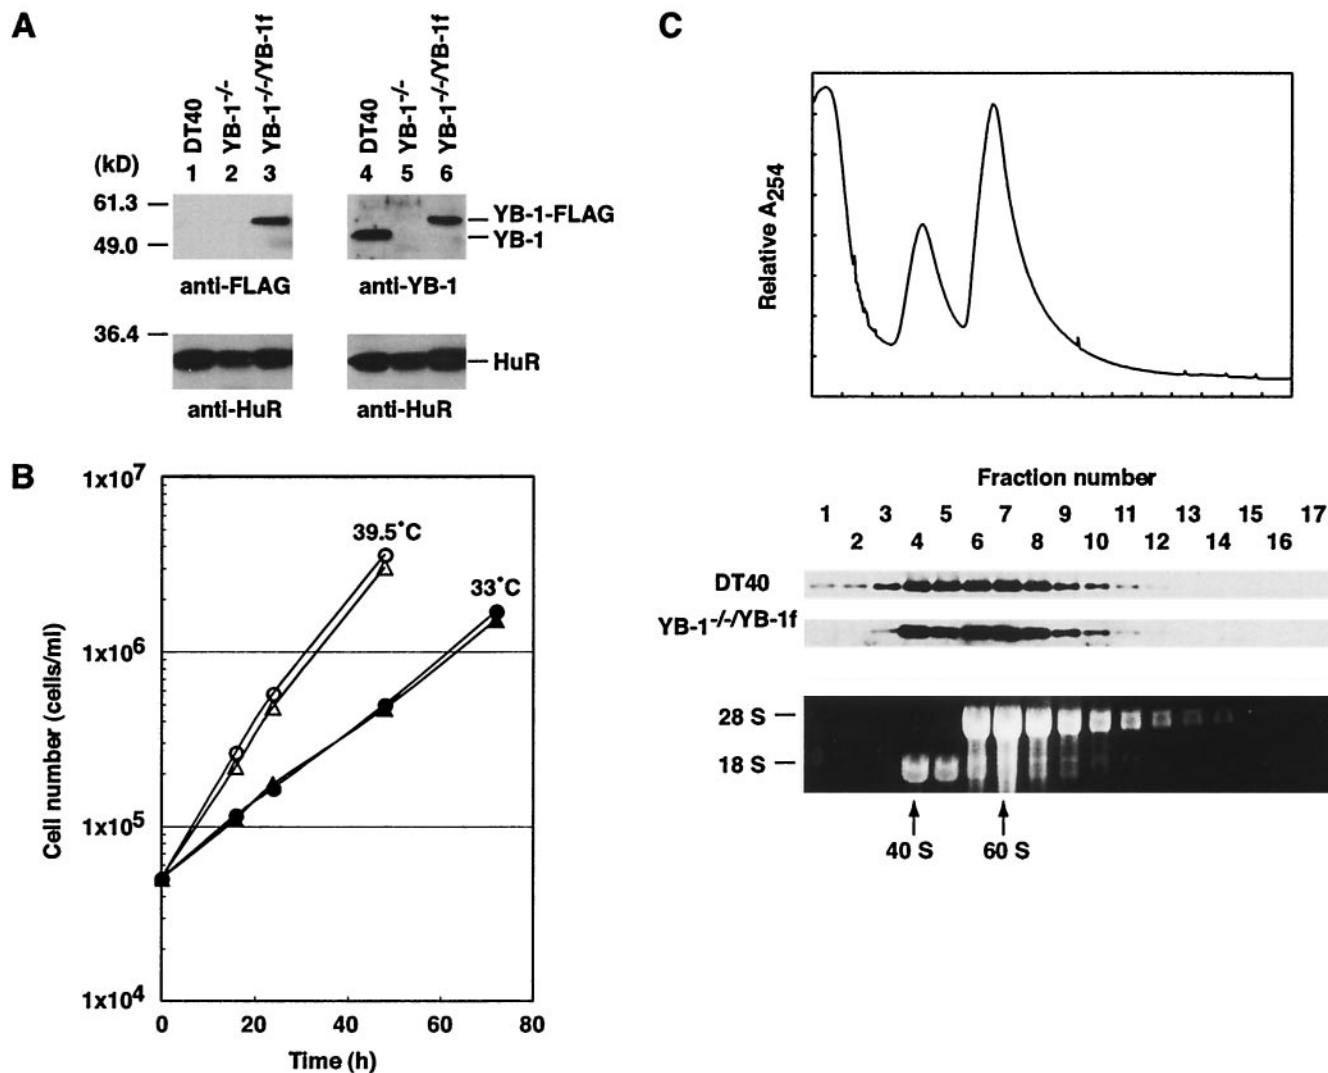 A
DT40
YB-1-/-
YB-1-/-/YB-1f
DT40
YB-1-/-
YB-1-/-/YB-1f
(kD)
1 2 3 4 5 6
61.3
49.0
YB-1-FLAG
YB-1
anti-FLAG anti-YB-1
36.4
HuR
anti-HuR anti-HuR
B
1x10^7
1x10^6
1x10^5
1x10^4
Cell number (cells/ml)
39.5°C
33°C
0 20 40 60 80
Time (h)
C
Relative A254
Fraction number
1 3 5 7 9 11 13 15 17
2 4 6 8 10 12 14 16
DT40
YB-1-/-/YB-1f
28 S
18 S
40 S 60 S